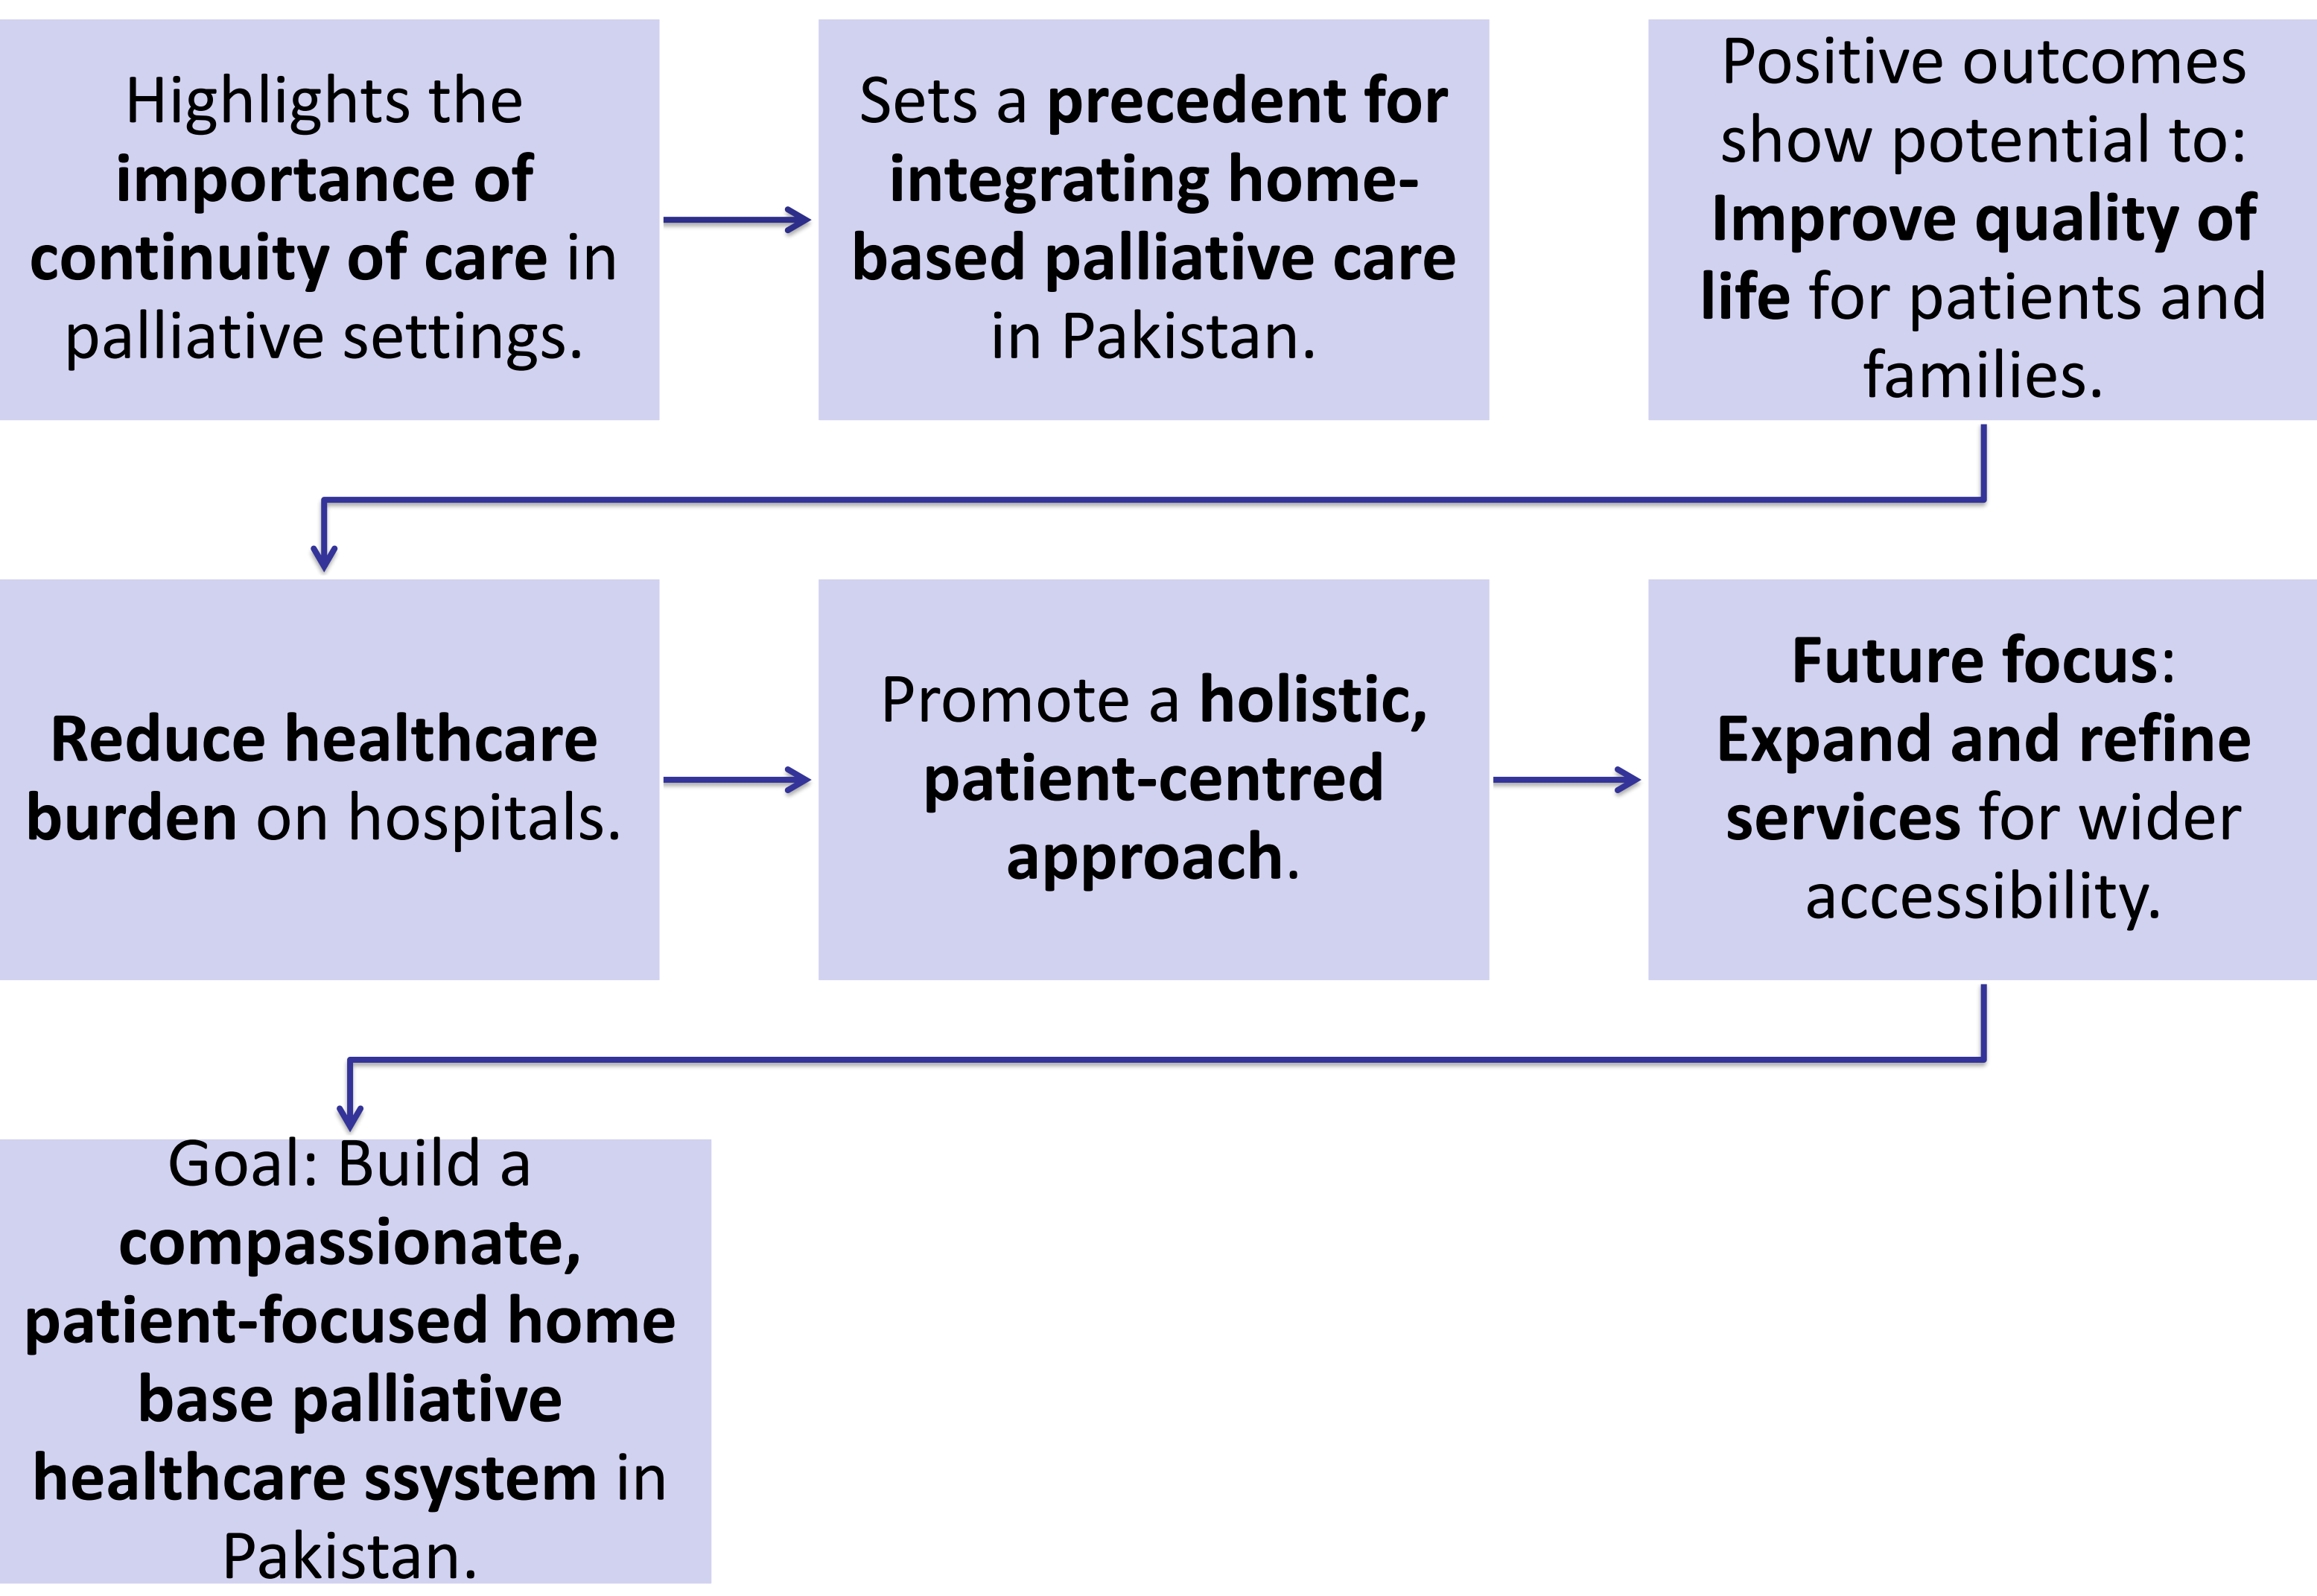 Highlights the
importance of
continuity of care in
palliative settings.
Sets a precedent for
integrating home-
based palliative care
in Pakistan.
Positive outcomes
show potential to:
Improve quality of
life for patients and
families.
Reduce healthcare
burden on hospitals.
Promote a holistic,
patient-centred
approach.
Future focus:
Expand and refine
services for wider
accessibility.
Goal: Build a
compassionate,
patient-focused home
base palliative
healthcare ssystem in
Pakistan.